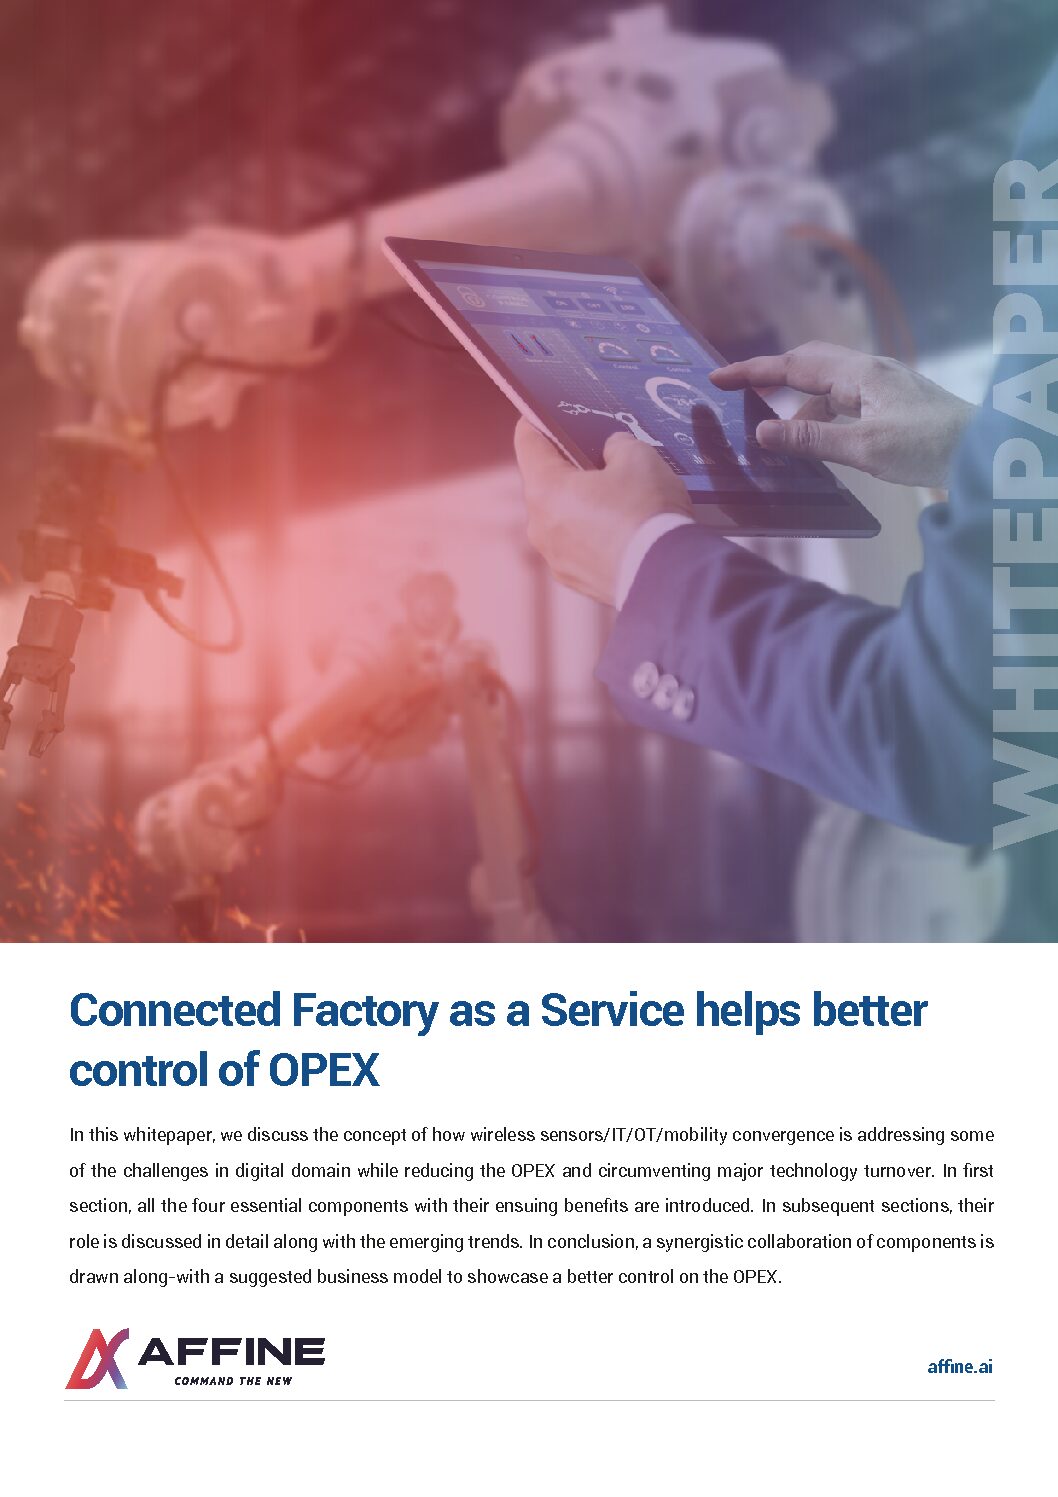 WHITEPAPER
Connected Factory as a Service helps better
control of OPEX
In this whitepaper, we discuss the concept of how wireless sensors/IT/OT/mobility convergence is addressing some
of the challenges in digital domain while reducing the OPEX and circumventing major technology turnover. In first
section, all the four essential components with their ensuing benefits are introduced. In subsequent sections, their
role is discussed in detail along with the emerging trends. In conclusion, a synergistic collaboration of components is
drawn along-with a suggested business model to showcase a better control on the OPEX.
AFFINE
COMMAND THE NEW
affine.ai